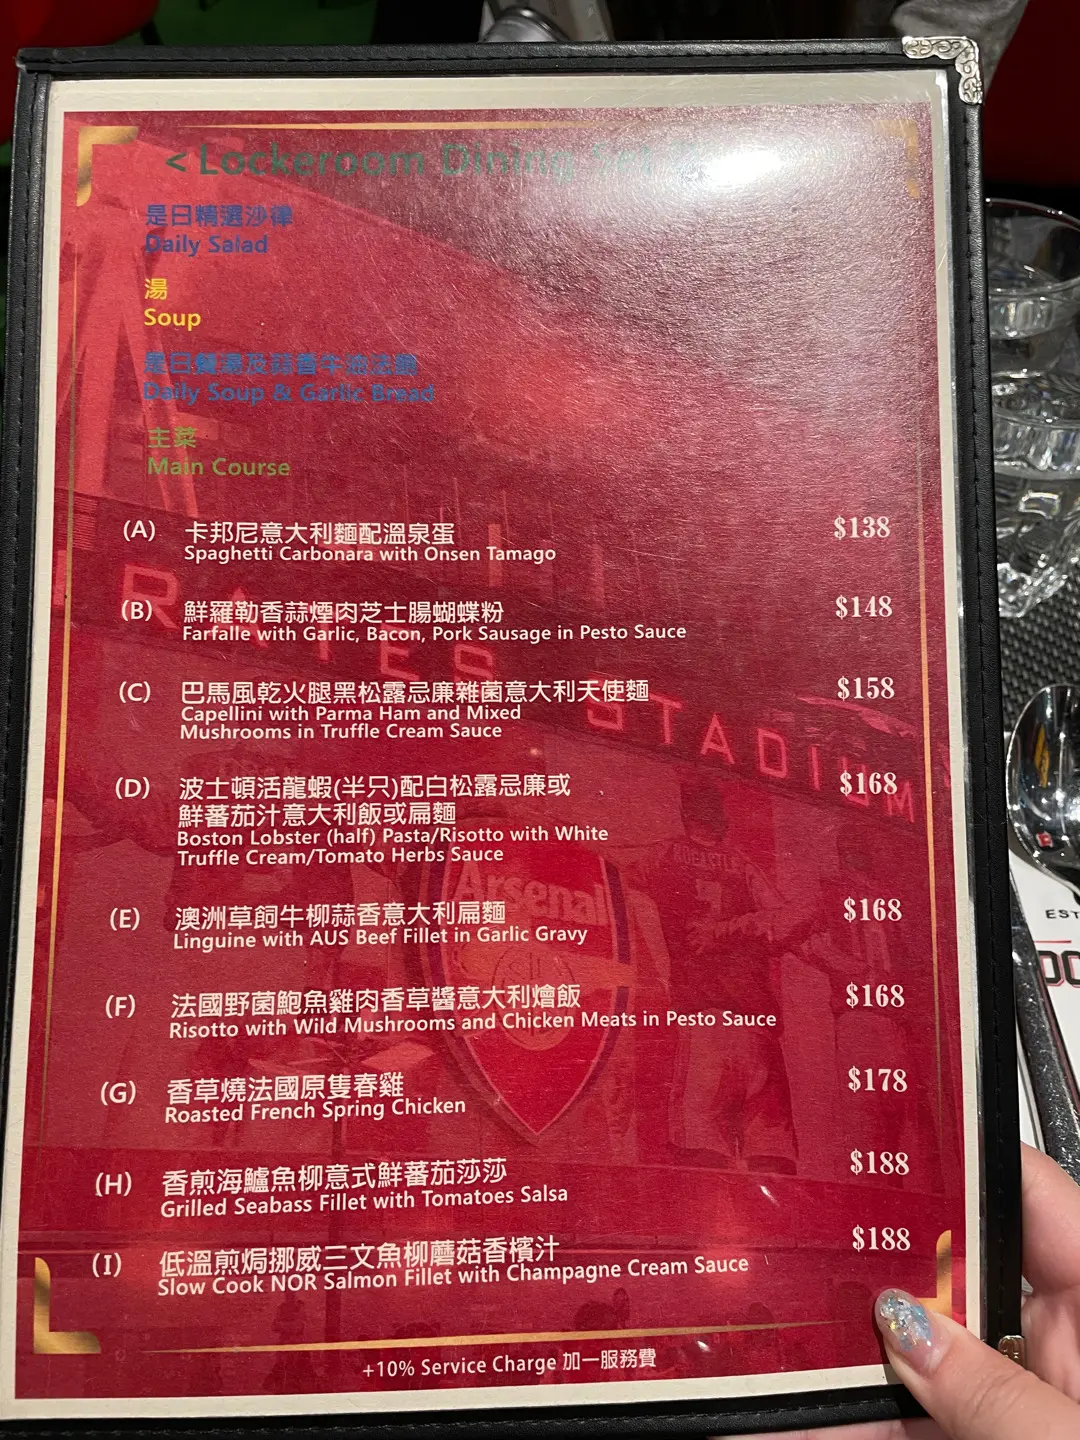 < Lockeroom Dining Set
是日精選沙律
Daily Salad
湯
Soup
是日餐湯及蒜香牛油法飽
Daily Soup & Garlic Bread
主菜
Main Course
(A) 卡邦尼意大利麵配溫泉蛋 $138
Spaghetti Carbonara with Onsen Tamago
(B) 鮮羅勒香蒜煙肉芝士腸蝴蝶粉 $148
Farfalle with Garlic, Bacon, Pork Sausage in Pesto Sauce
(C) 巴馬風乾火腿黑松露忌廉雜菌意大利天使麵 $158
Capellini with Parma Ham and Mixed
Mushrooms in Truffle Cream Sauce
(D) 波士頓活龍蝦(半只)配白松露忌廉或 $168
鮮蕃茄汁意大利飯或扁麵
Boston Lobster (half) Pasta/Risotto with White
Truffle Cream/Tomato Herbs Sauce
(E) 澳洲草飼牛柳蒜香意大利扁麵 $168
Linguine with AUS Beef Fillet in Garlic Gravy
(F) 法國野菌鮑魚雞肉香草醬意大利燴飯 $168
Risotto with Wild Mushrooms and Chicken Meats in Pesto Sauce
(G) 香草燒法國原隻春雞 $178
Roasted French Spring Chicken
(H) 香煎海鱸魚柳意式鮮蕃茄莎莎 $188
Grilled Seabass Fillet with Tomatoes Salsa
(I) 低溫煎焗挪威三文魚柳蘑菇香檳汁 $188
Slow Cook NOR Salmon Fillet with Champagne Cream Sauce
+10% Service Charge 加一服務費
STADIUM
Arsenal
EST